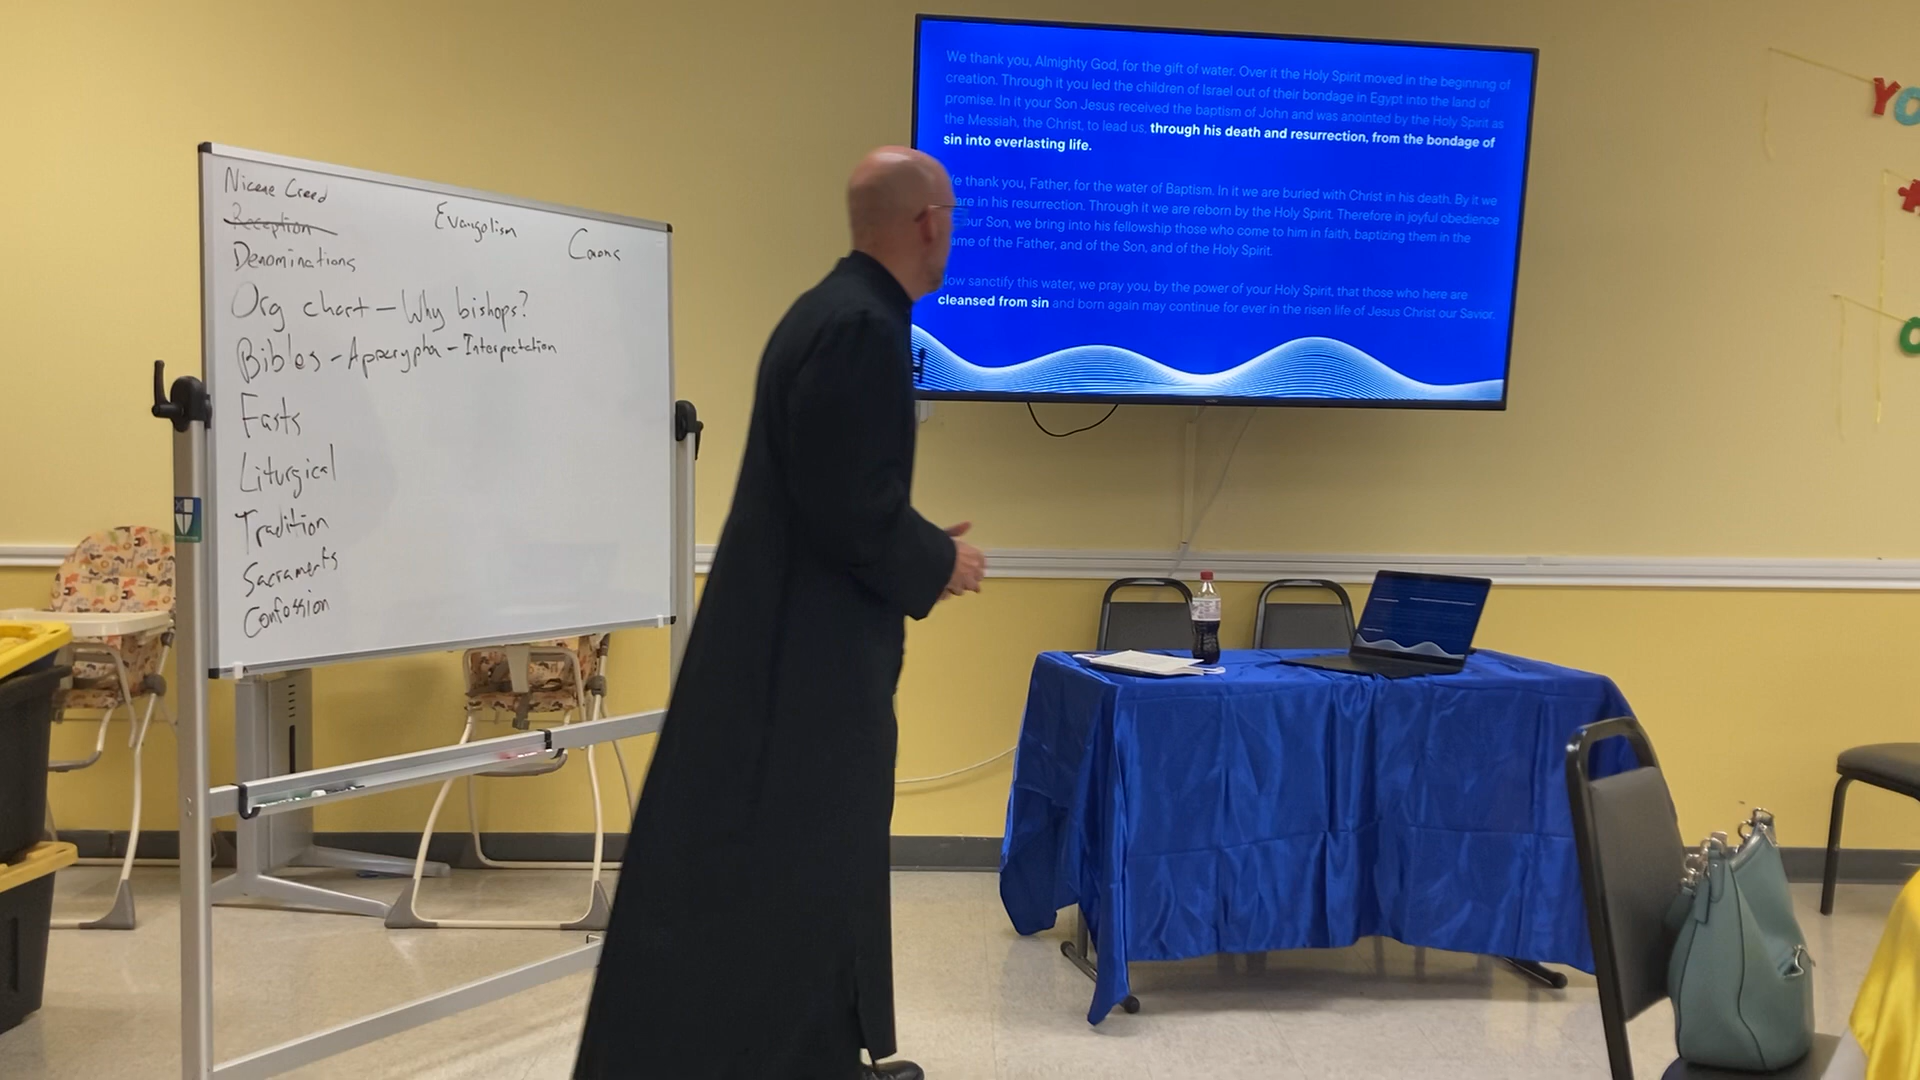 Nicene Creed
Reception
Evangelism
Canons
Denominations
Org chart — Why bishops?
Bibles - Apocrypha - Interpretation
Fasts
Liturgical
Tradition
Sacraments
Confession
We thank you, Almighty God, for the gift of water. Over it the Holy Spirit moved in the beginning of
creation. Through it you led the children of Israel out of their bondage in Egypt into the land of
promise. In it your Son Jesus received the baptism of John and was anointed by the Holy Spirit as
the Messiah, the Christ, to lead us, through his death and resurrection, from the bondage of
sin into everlasting life.
We thank you, Father, for the water of Baptism. In it we are buried with Christ in his death. By it we
are in his resurrection. Through it we are reborn by the Holy Spirit. Therefore in joyful obedience
your Son, we bring into his fellowship those who come to him in faith, baptizing them in the
name of the Father, and of the Son, and of the Holy Spirit.
Now sanctify this water, we pray you, by the power of your Holy Spirit, that those who here are
cleansed from sin and born again may continue for ever in the risen life of Jesus Christ our Savior.
YO